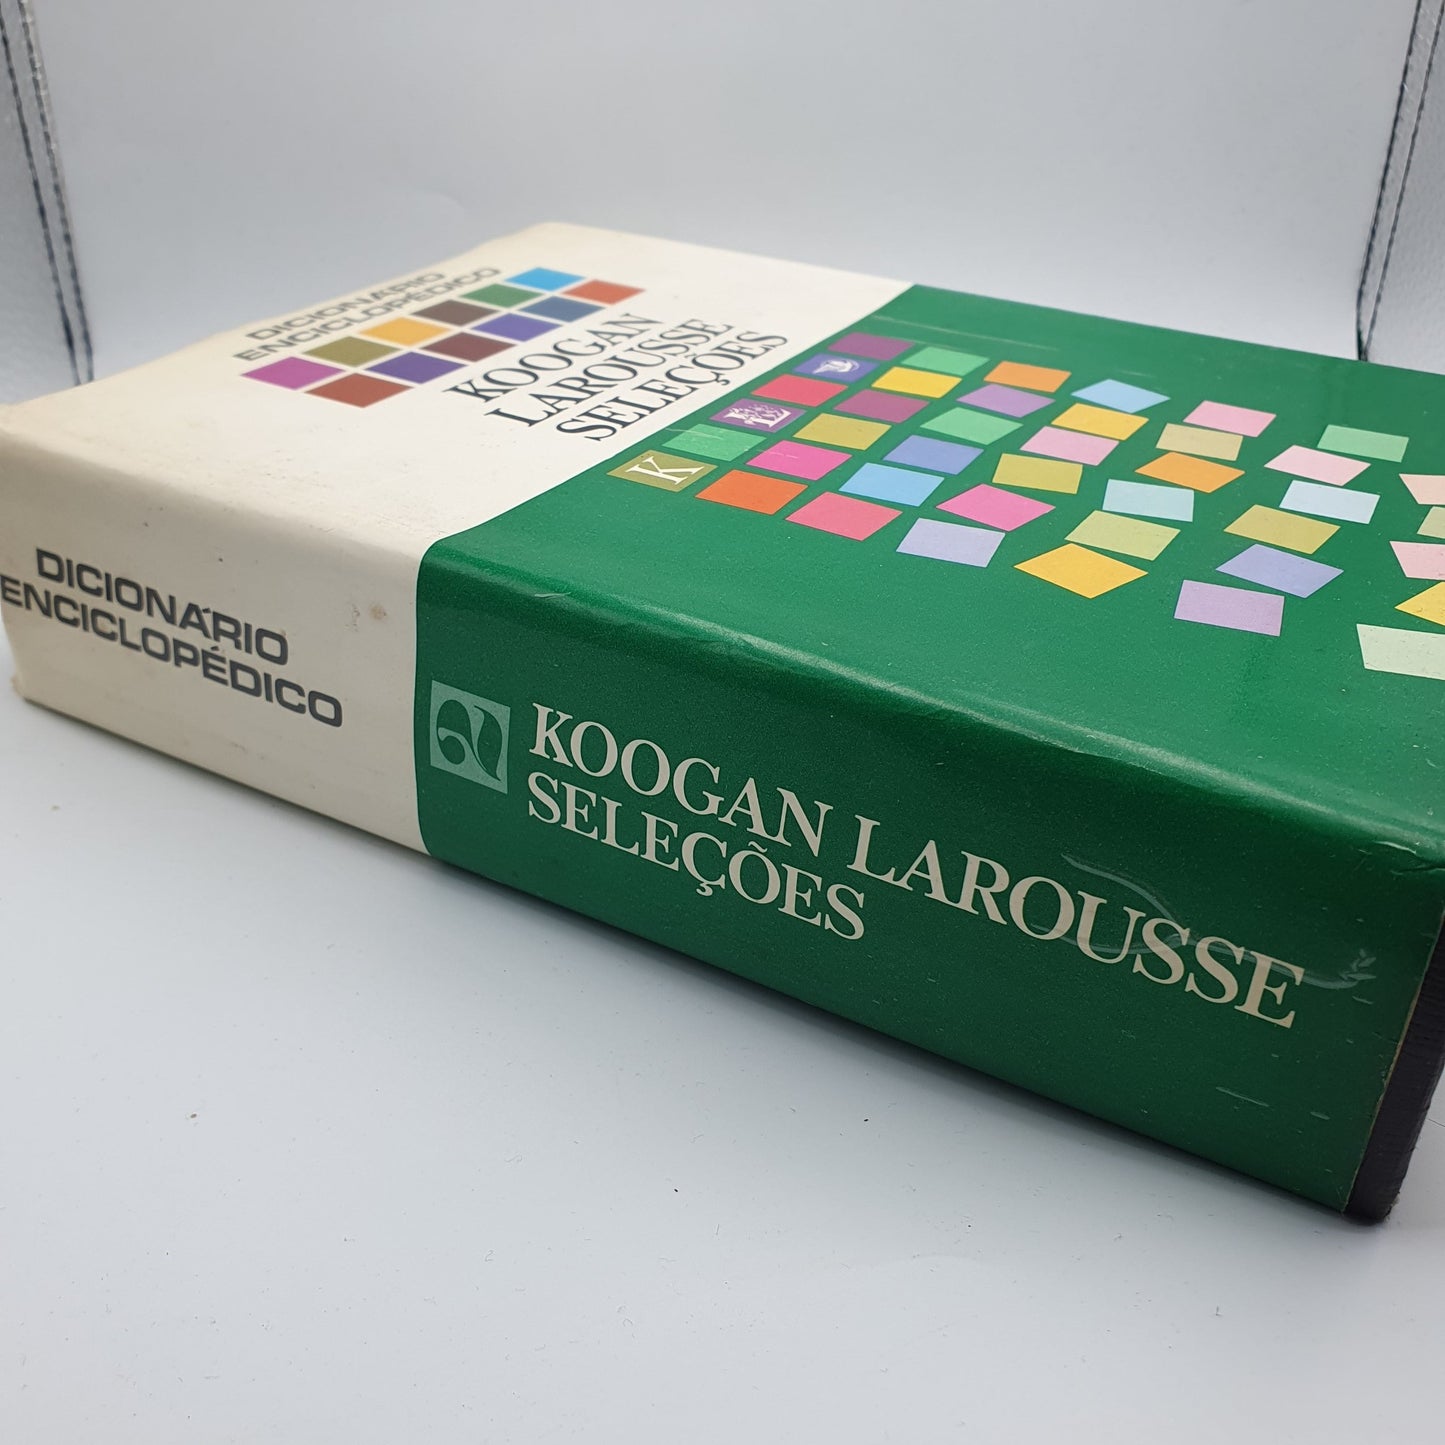 DICIONÁRIO
ENCICLOPÉDICO
KOOGAN
LAROUSSE
SELEÇÕES
L
K
DICIONÁRIO
ENCICLOPÉDICO
KOOGAN LAROUSSE
SELEÇÕES